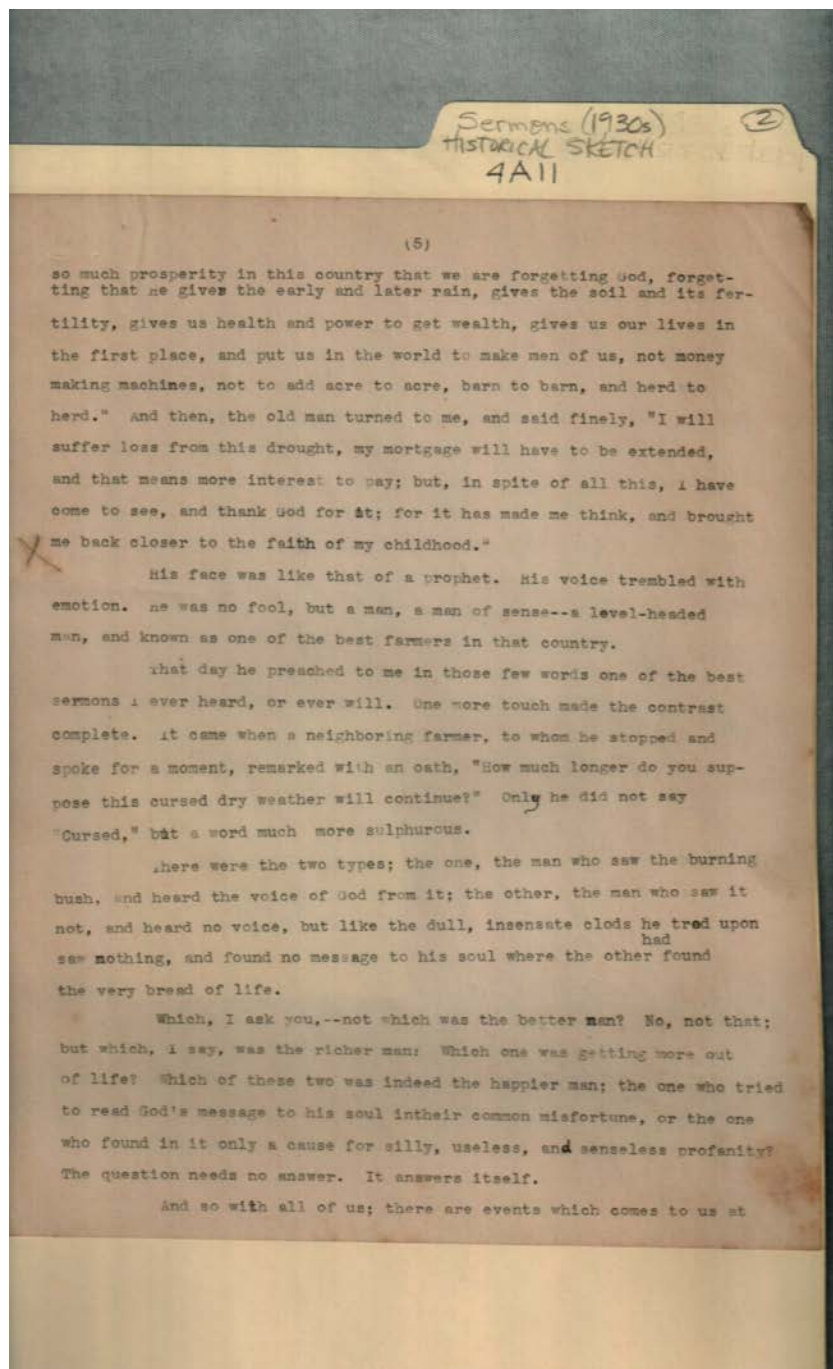 Sermons (1930s)
②
HISTORICAL SKETCH
4A11
(5)
so much prosperity in this country that we are forgetting God, forget-
ting that He gives the early and later rain, gives the soil and its fer-
tility, gives us health and power to get wealth, gives us our lives in
the first place, and put us in the world to make men of us, not money
making machines, not to add acre to acre, barn to barn, and herd to
herd." And then, the old man turned to me, and said finely, "I will
suffer loss from this drought, my mortgage will have to be extended,
and that means more interest to pay; but, in spite of all this, I have
come to see, and thank God for it; for it has made me think, and brought
me back closer to the faith of my childhood."
His face was like that of a prophet. His voice trembled with
emotion. He was no fool, but a man, a man of sense--a level-headed
man, and known as one of the best farmers in that country.
That day he preached to me in those few words one of the best
sermons I ever heard, or ever will. One more touch made the contrast
complete. It came when a neighboring farmer, to whom he stopped and
spoke for a moment, remarked with an oath, "How much longer do you sup-
pose this cursed dry weather will continue?" Only he did not say
"Cursed," but a word much more sulphurous.
There were the two types; the one, the man who saw the burning
bush, and heard the voice of God from it; the other, the man who saw it
not, and heard no voice, but like the dull, insensate clods he trod upon
had
saw nothing, and found no message to his soul where the other found
the very bread of life.
Which, I ask you,--not which was the better man? No, not that;
but which, I say, was the richer man: Which one was getting more out
of life? Which of these two was indeed the happier man; the one who tried
to read God's message to his soul intheir common misfortune, or the one
who found in it only a cause for silly, useless, and senseless profanity?
The question needs no answer. It answers itself.
And so with all of us; there are events which comes to us at